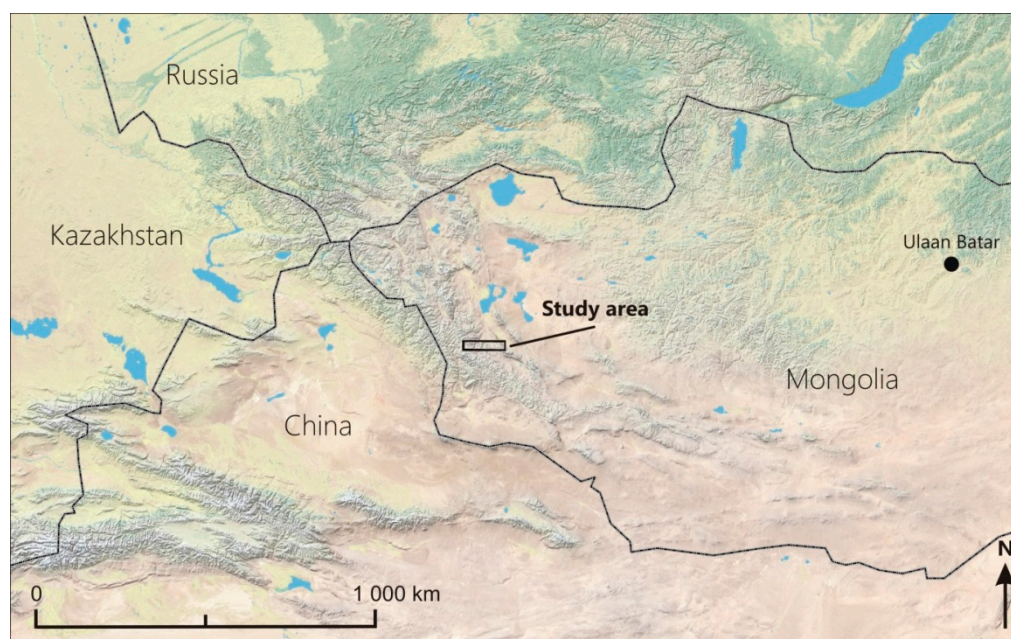 Russia
Kazakhstan
Ulaan Batar
Study area
Mongolia
China
0 1 000 km
N